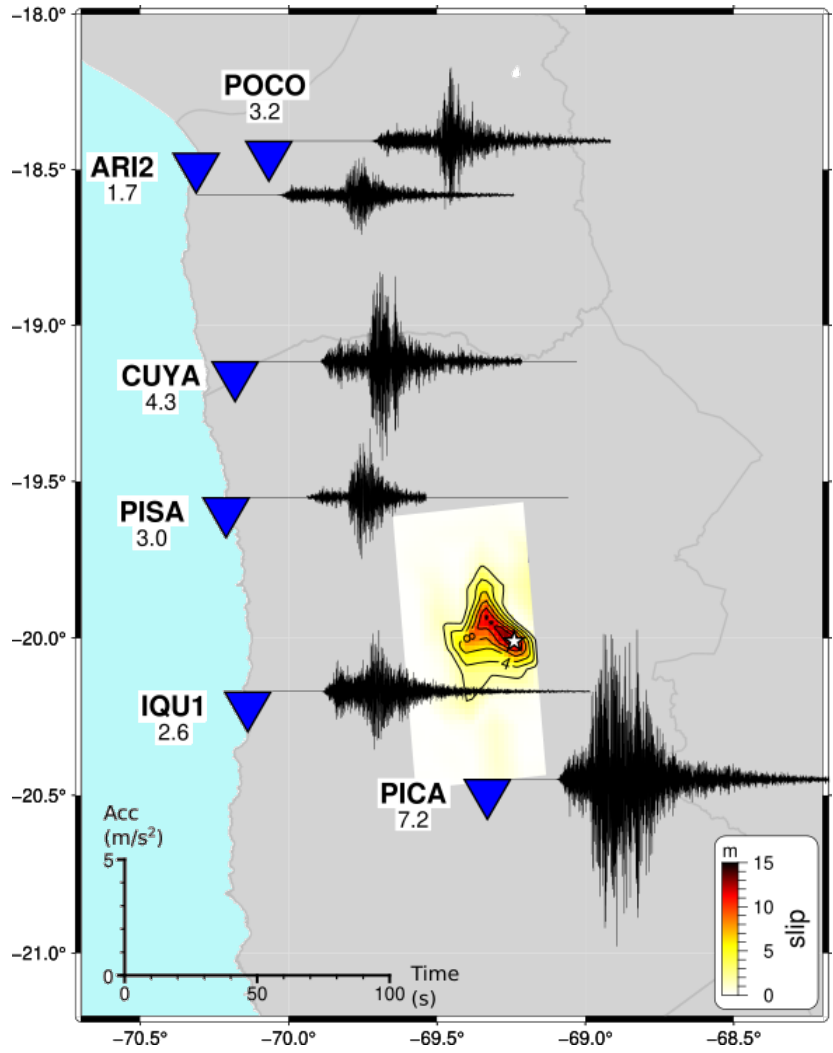 −18.0°
POCO
3.2
ARI2
1.7
−18.5°
−19.0°
CUYA
4.3
−19.5°
PISA
3.0
−20.0°
4
IQU1
2.6
PICA
7.2
−20.5°
Acc
(m/s²)
5
0
0
50
100
Time
(s)
m
15
10
5
0
slip
−21.0°
−70.5°
−70.0°
−69.5°
−69.0°
−68.5°